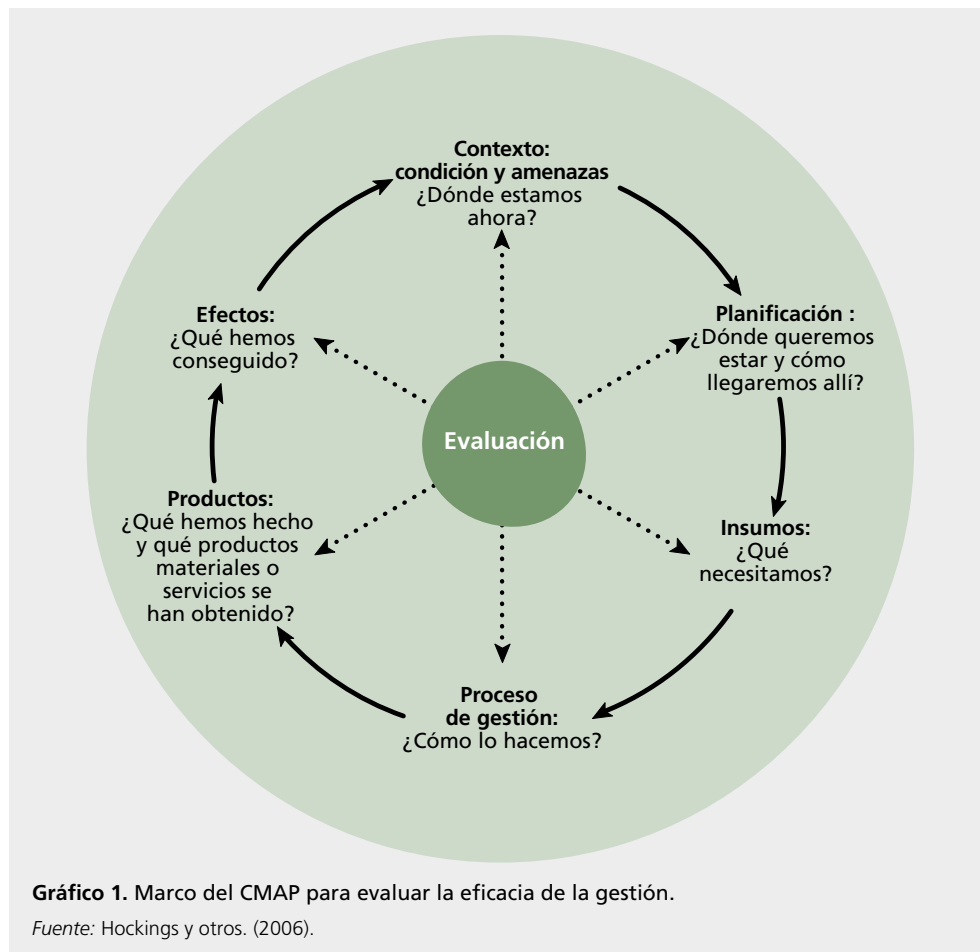 Contexto:
condición y amenazas
¿Dónde estamos
ahora?
Planificación :
¿Dónde queremos
estar y cómo
llegaremos allí?
Insumos:
¿Qué
necesitamos?
Proceso
de gestión:
¿Cómo lo hacemos?
Productos:
¿Qué hemos hecho
y qué productos
materiales o
servicios se
han obtenido?
Efectos:
¿Qué hemos
conseguido?
Evaluación
Gráfico 1. Marco del CMAP para evaluar la eficacia de la gestión.
Fuente: Hockings y otros. (2006).